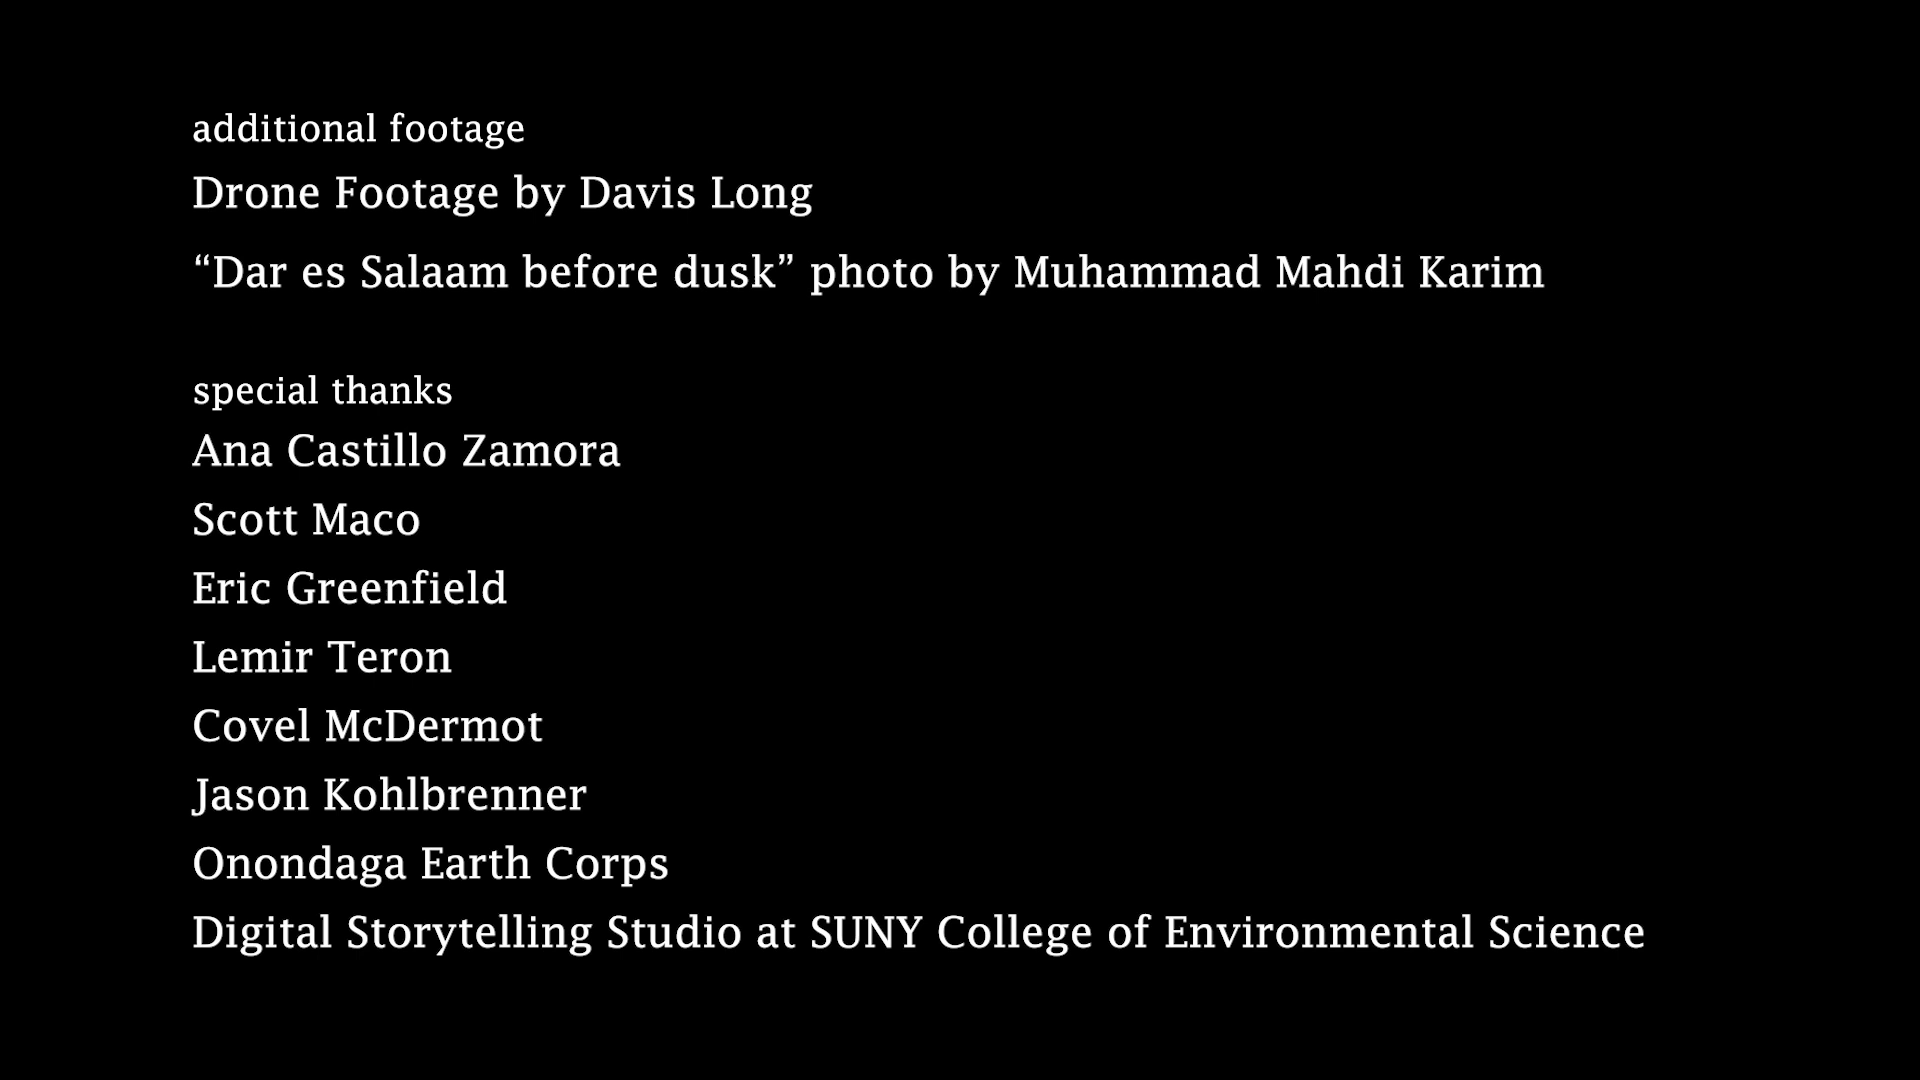 additional footage
Drone Footage by Davis Long
“Dar es Salaam before dusk” photo by Muhammad Mahdi Karim
special thanks
Ana Castillo Zamora
Scott Maco
Eric Greenfield
Lemir Teron
Covel McDermot
Jason Kohlbrenner
Onondaga Earth Corps
Digital Storytelling Studio at SUNY College of Environmental Science